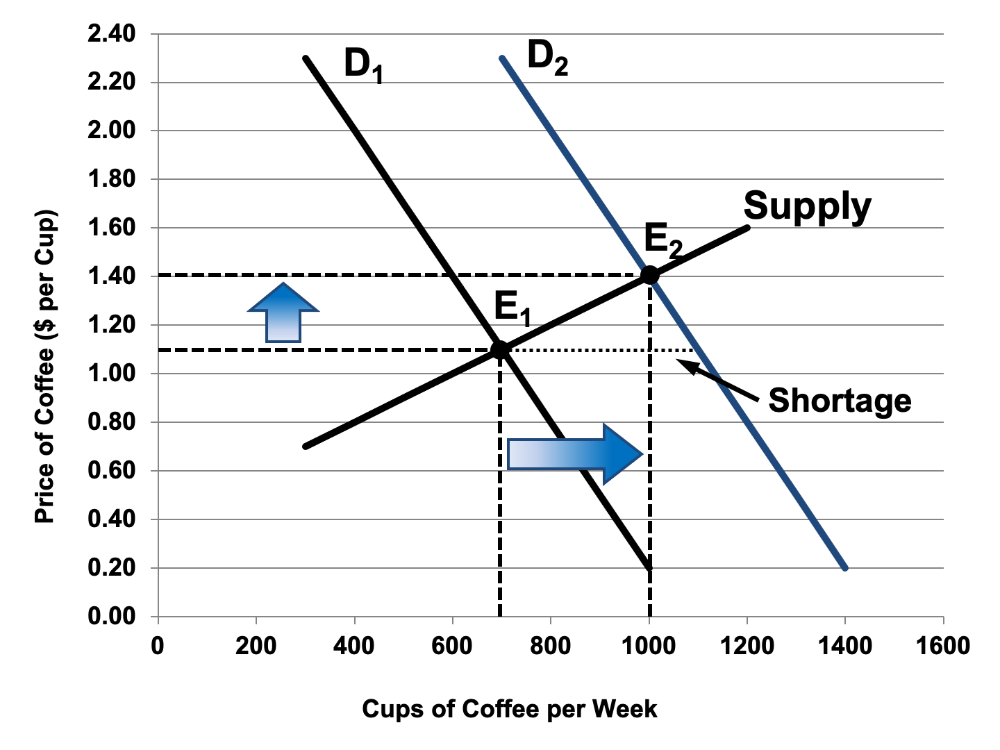 2.40
2.20
2.00
1.80
1.60
1.40
1.20
1.00
0.80
0.60
0.40
0.20
0.00
Price of Coffee ($ per Cup)
D1
D2
Supply
E2
E1
Shortage
0 200 400 600 800 1000 1200 1400 1600
Cups of Coffee per Week